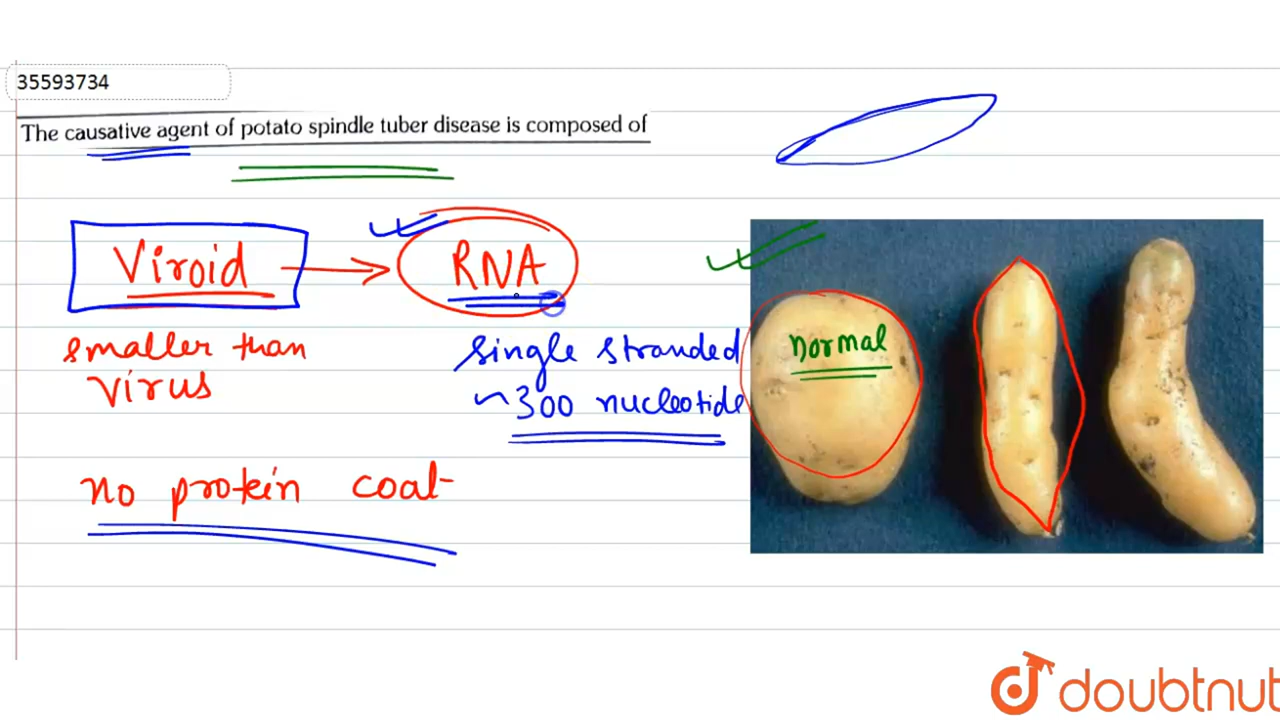 35593734
The causative agent of potato spindle tuber disease is composed of
Viroid → RNA
smaller than virus
single stranded
~300 nucleotide
no protein coat
normal
doubtnut